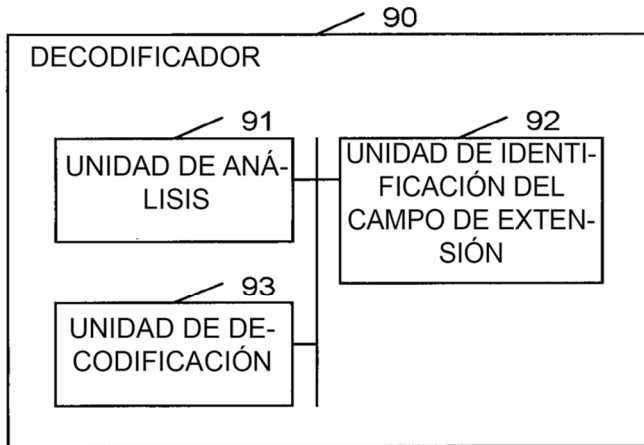 90
DECODIFICADOR
91
UNIDAD DE ANÁ-
LISIS
92
UNIDAD DE IDENTI-
FICACIÓN DEL
CAMPO DE EXTEN-
SIÓN
93
UNIDAD DE DE-
CODIFICACIÓN